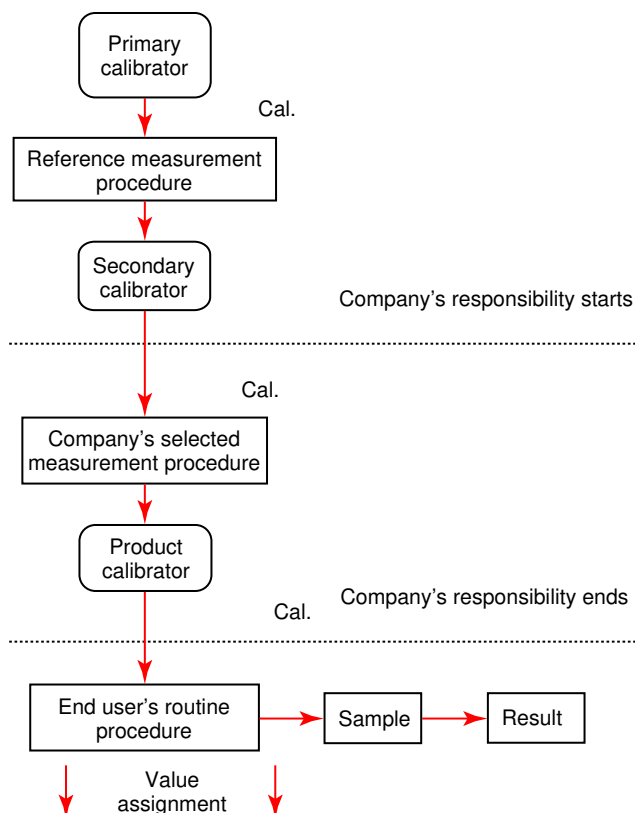 Primary
calibrator
Cal.
Reference measurement
procedure
Secondary
calibrator
Company’s responsibility starts
Cal.
Company’s selected
measurement procedure
Product
calibrator
Company’s responsibility ends
Cal.
End user’s routine
procedure
Sample
Result
Value
assignment